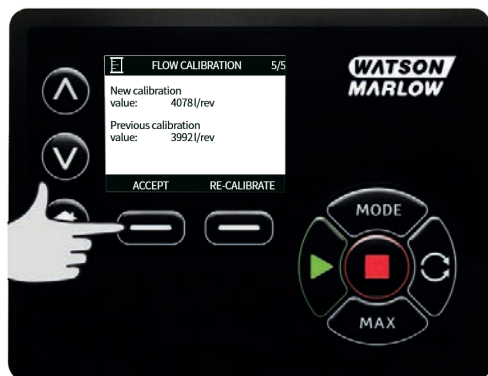 FLOW CALIBRATION 5/5
New calibration
value: 4078l/rev
Previous calibration
value: 3992l/rev
ACCEPT RE-CALIBRATE
WATSON
MARLOW
MODE
MAX